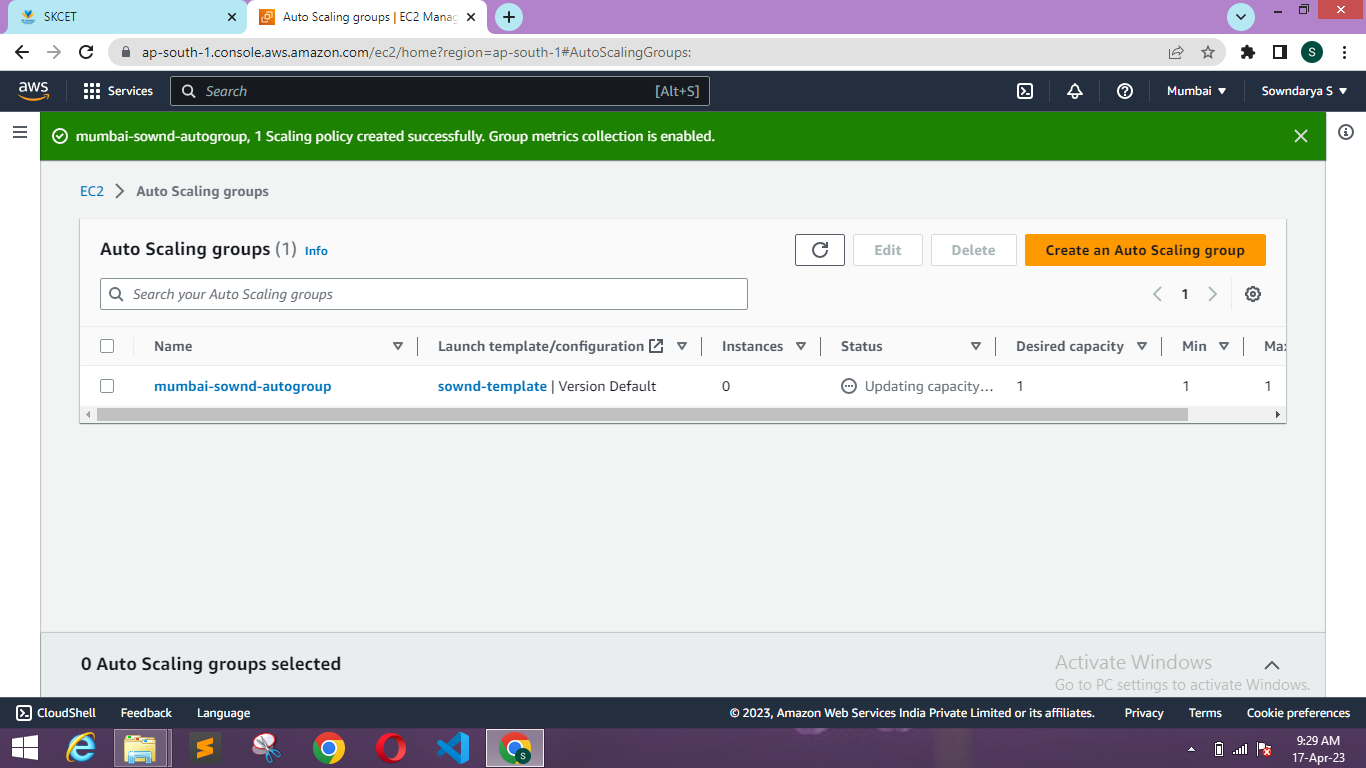 SKCET
Auto Scaling groups | EC2 Manag
ap-south-1.console.aws.amazon.com/ec2/home?region=ap-south-1#AutoScalingGroups:
S
aws
Services
Search
[Alt+S]
Mumbai
Sowndarya S
mumbai-sownd-autogroup, 1 Scaling policy created successfully. Group metrics collection is enabled.
EC2
Auto Scaling groups
Auto Scaling groups (1)
Info
Edit
Delete
Create an Auto Scaling group
Search your Auto Scaling groups
1
Name
Launch template/configuration
Instances
Status
Desired capacity
Min
Max
mumbai-sownd-autogroup
sownd-template | Version Default
0
Updating capacity...
1
1
1
0 Auto Scaling groups selected
Activate Windows
Go to PC settings to activate Windows.
CloudShell
Feedback
Language
© 2023, Amazon Web Services India Private Limited or its affiliates.
Privacy
Terms
Cookie preferences
S
9:29 AM
17-Apr-23